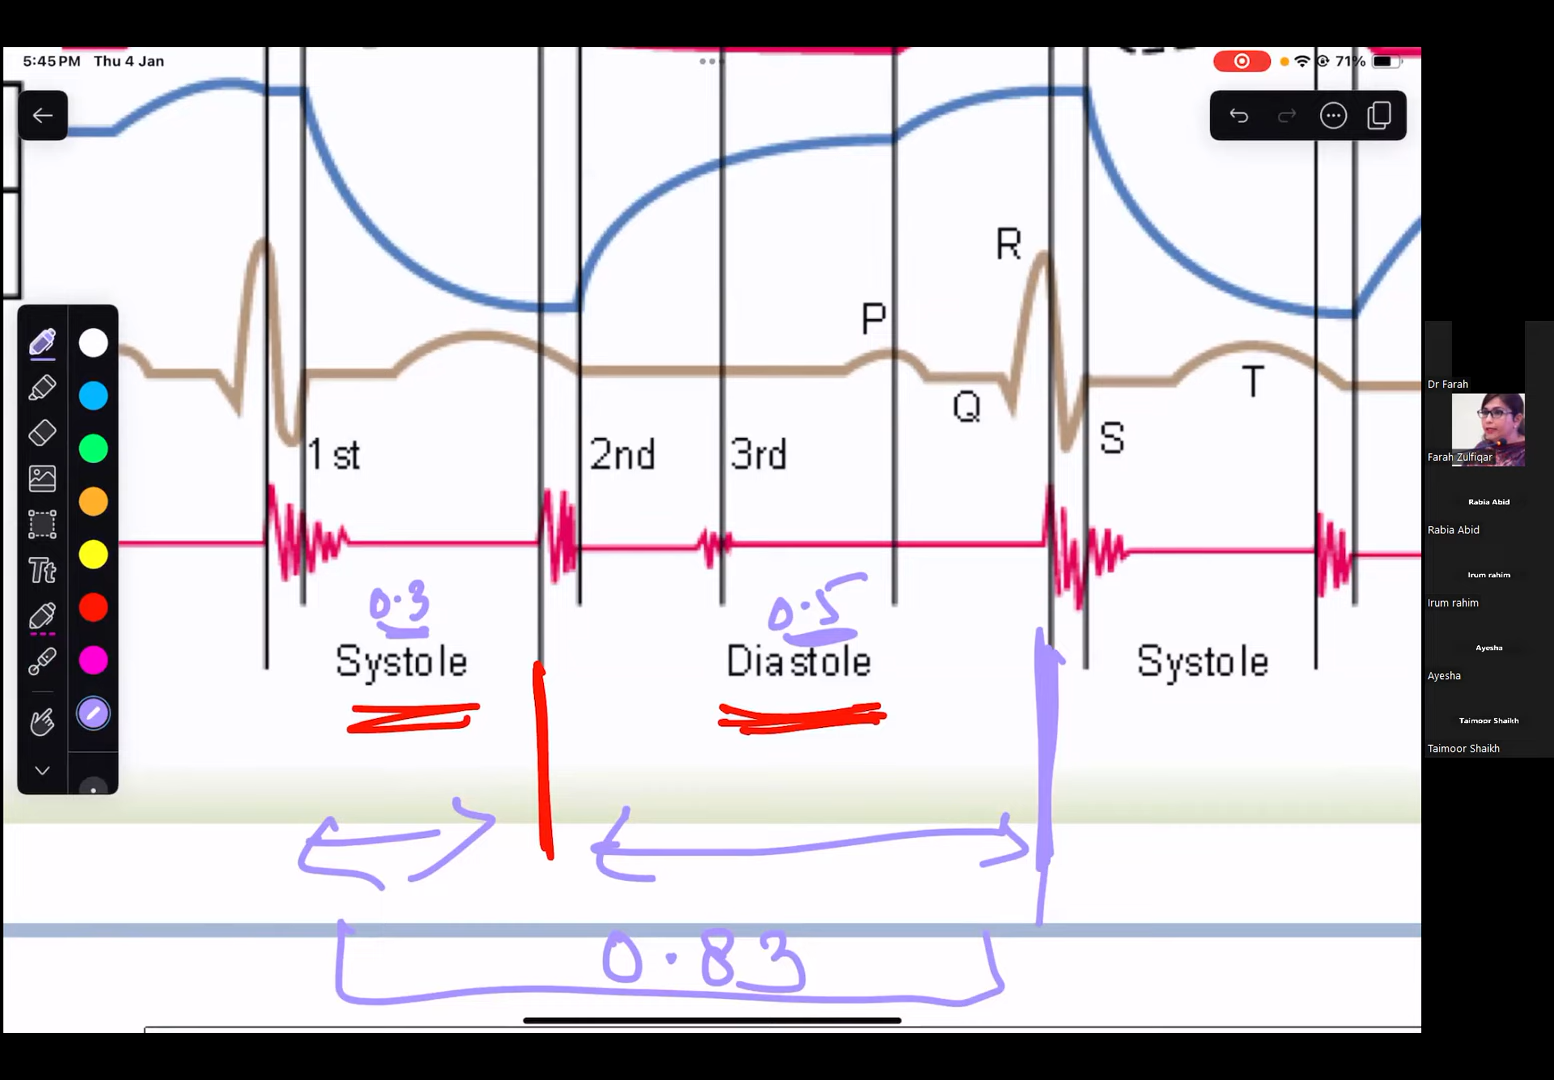 5:45 PM Thu 4 Jan
71%
R
P
Q
S
T
1 st
2nd
3rd
0.3
0.5
Systole
Diastole
Systole
0.83
Tt
Dr Farah
Farah Zulfiqar
Rabia Abid
Rabia Abid
Irum rahim
Irum rahim
Ayesha
Ayesha
Taimoor Shaikh
Taimoor Shaikh